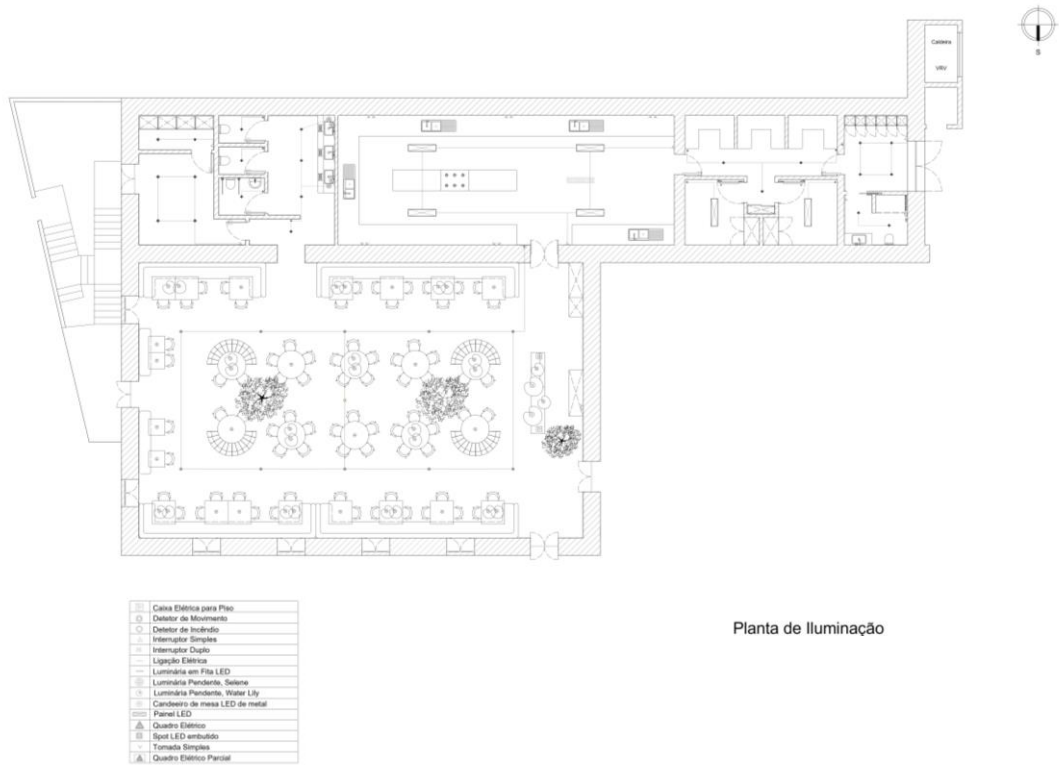 Caldeira
VRV
S
Caixa Elétrica para Piso
Detetor de Movimento
Detetor de Incêndio
Interruptor Simples
Interruptor Duplo
Ligação Elétrica
Luminária em Fita LED
Luminária Pendente, Selene
Luminária Pendente, Water Lily
Candeeiro de mesa LED de metal
Painel LED
Quadro Elétrico
Spot LED embutido
Tomada Simples
Quadro Elétrico Parcial
Planta de Iluminação